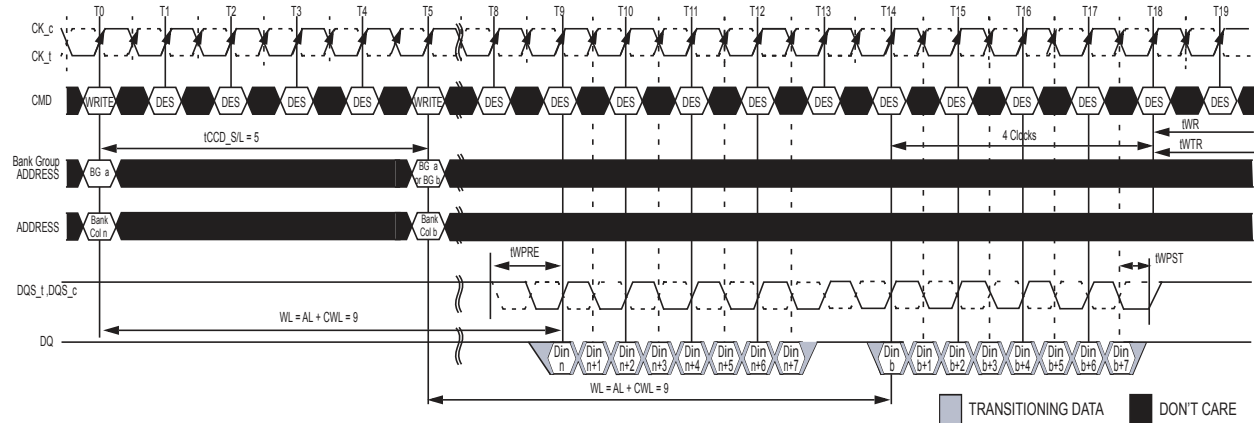 T0 T1 T2 T3 T4 T5 T8 T9 T10 T11 T12 T13 T14 T15 T16 T17 T18 T19
CK_c
CK_t
CMD WRITE DES DES DES DES WRITE DES DES DES DES DES DES DES DES DES DES DES DES
tCCD_S/L = 5
4 Clocks
tWR
tWTR
Bank Group
ADDRESS
BG a
BG a
or BG b
ADDRESS
Bank
Col n
Bank
Col b
tWPRE
tWPST
DQS_t ,DQS_c
WL = AL + CWL = 9
DQ
Din
n
Din
n+1
Din
n+2
Din
n+3
Din
n+4
Din
n+5
Din
n+6
Din
n+7
Din
b
Din
b+1
Din
b+2
Din
b+3
Din
b+4
Din
b+5
Din
b+6
Din
b+7
WL = AL + CWL = 9
TRANSITIONING DATA
DON'T CARE